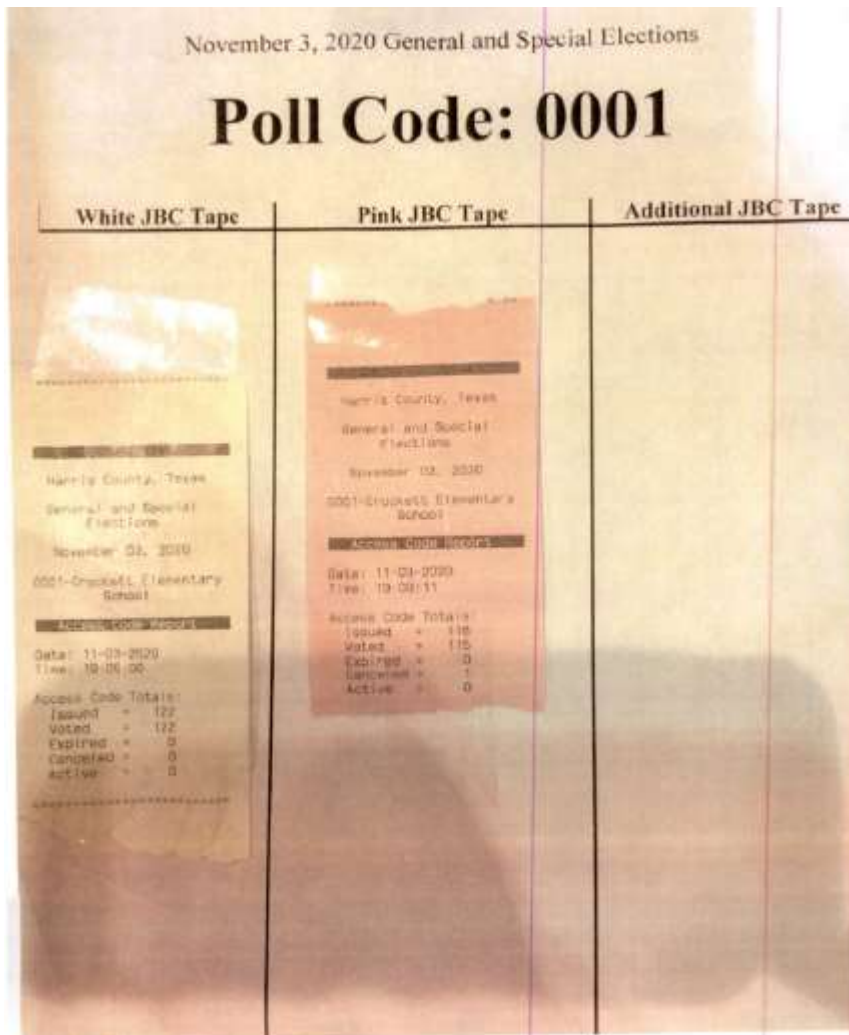 November 3, 2020 General and Special Elections
Poll Code: 0001
White JBC Tape
Pink JBC Tape
Additional JBC Tape
Harris County, Texas
General and Special
Elections
November 03, 2020
0001-Crockett Elementary
School
Access Code Report
Date: 11-03-2020
Time: 19:06:00
Access Code Totals:
Issued = 122
Voted = 122
Expired = 0
Canceled = 0
Active = 0
Harris County, Texas
General and Special
Elections
November 03, 2020
0001-Crockett Elementary
School
Access Code Report
Date: 11-03-2020
Time: 19:08:11
Access Code Totals:
Issued = 116
Voted = 115
Expired = 0
Canceled = 1
Active = 0